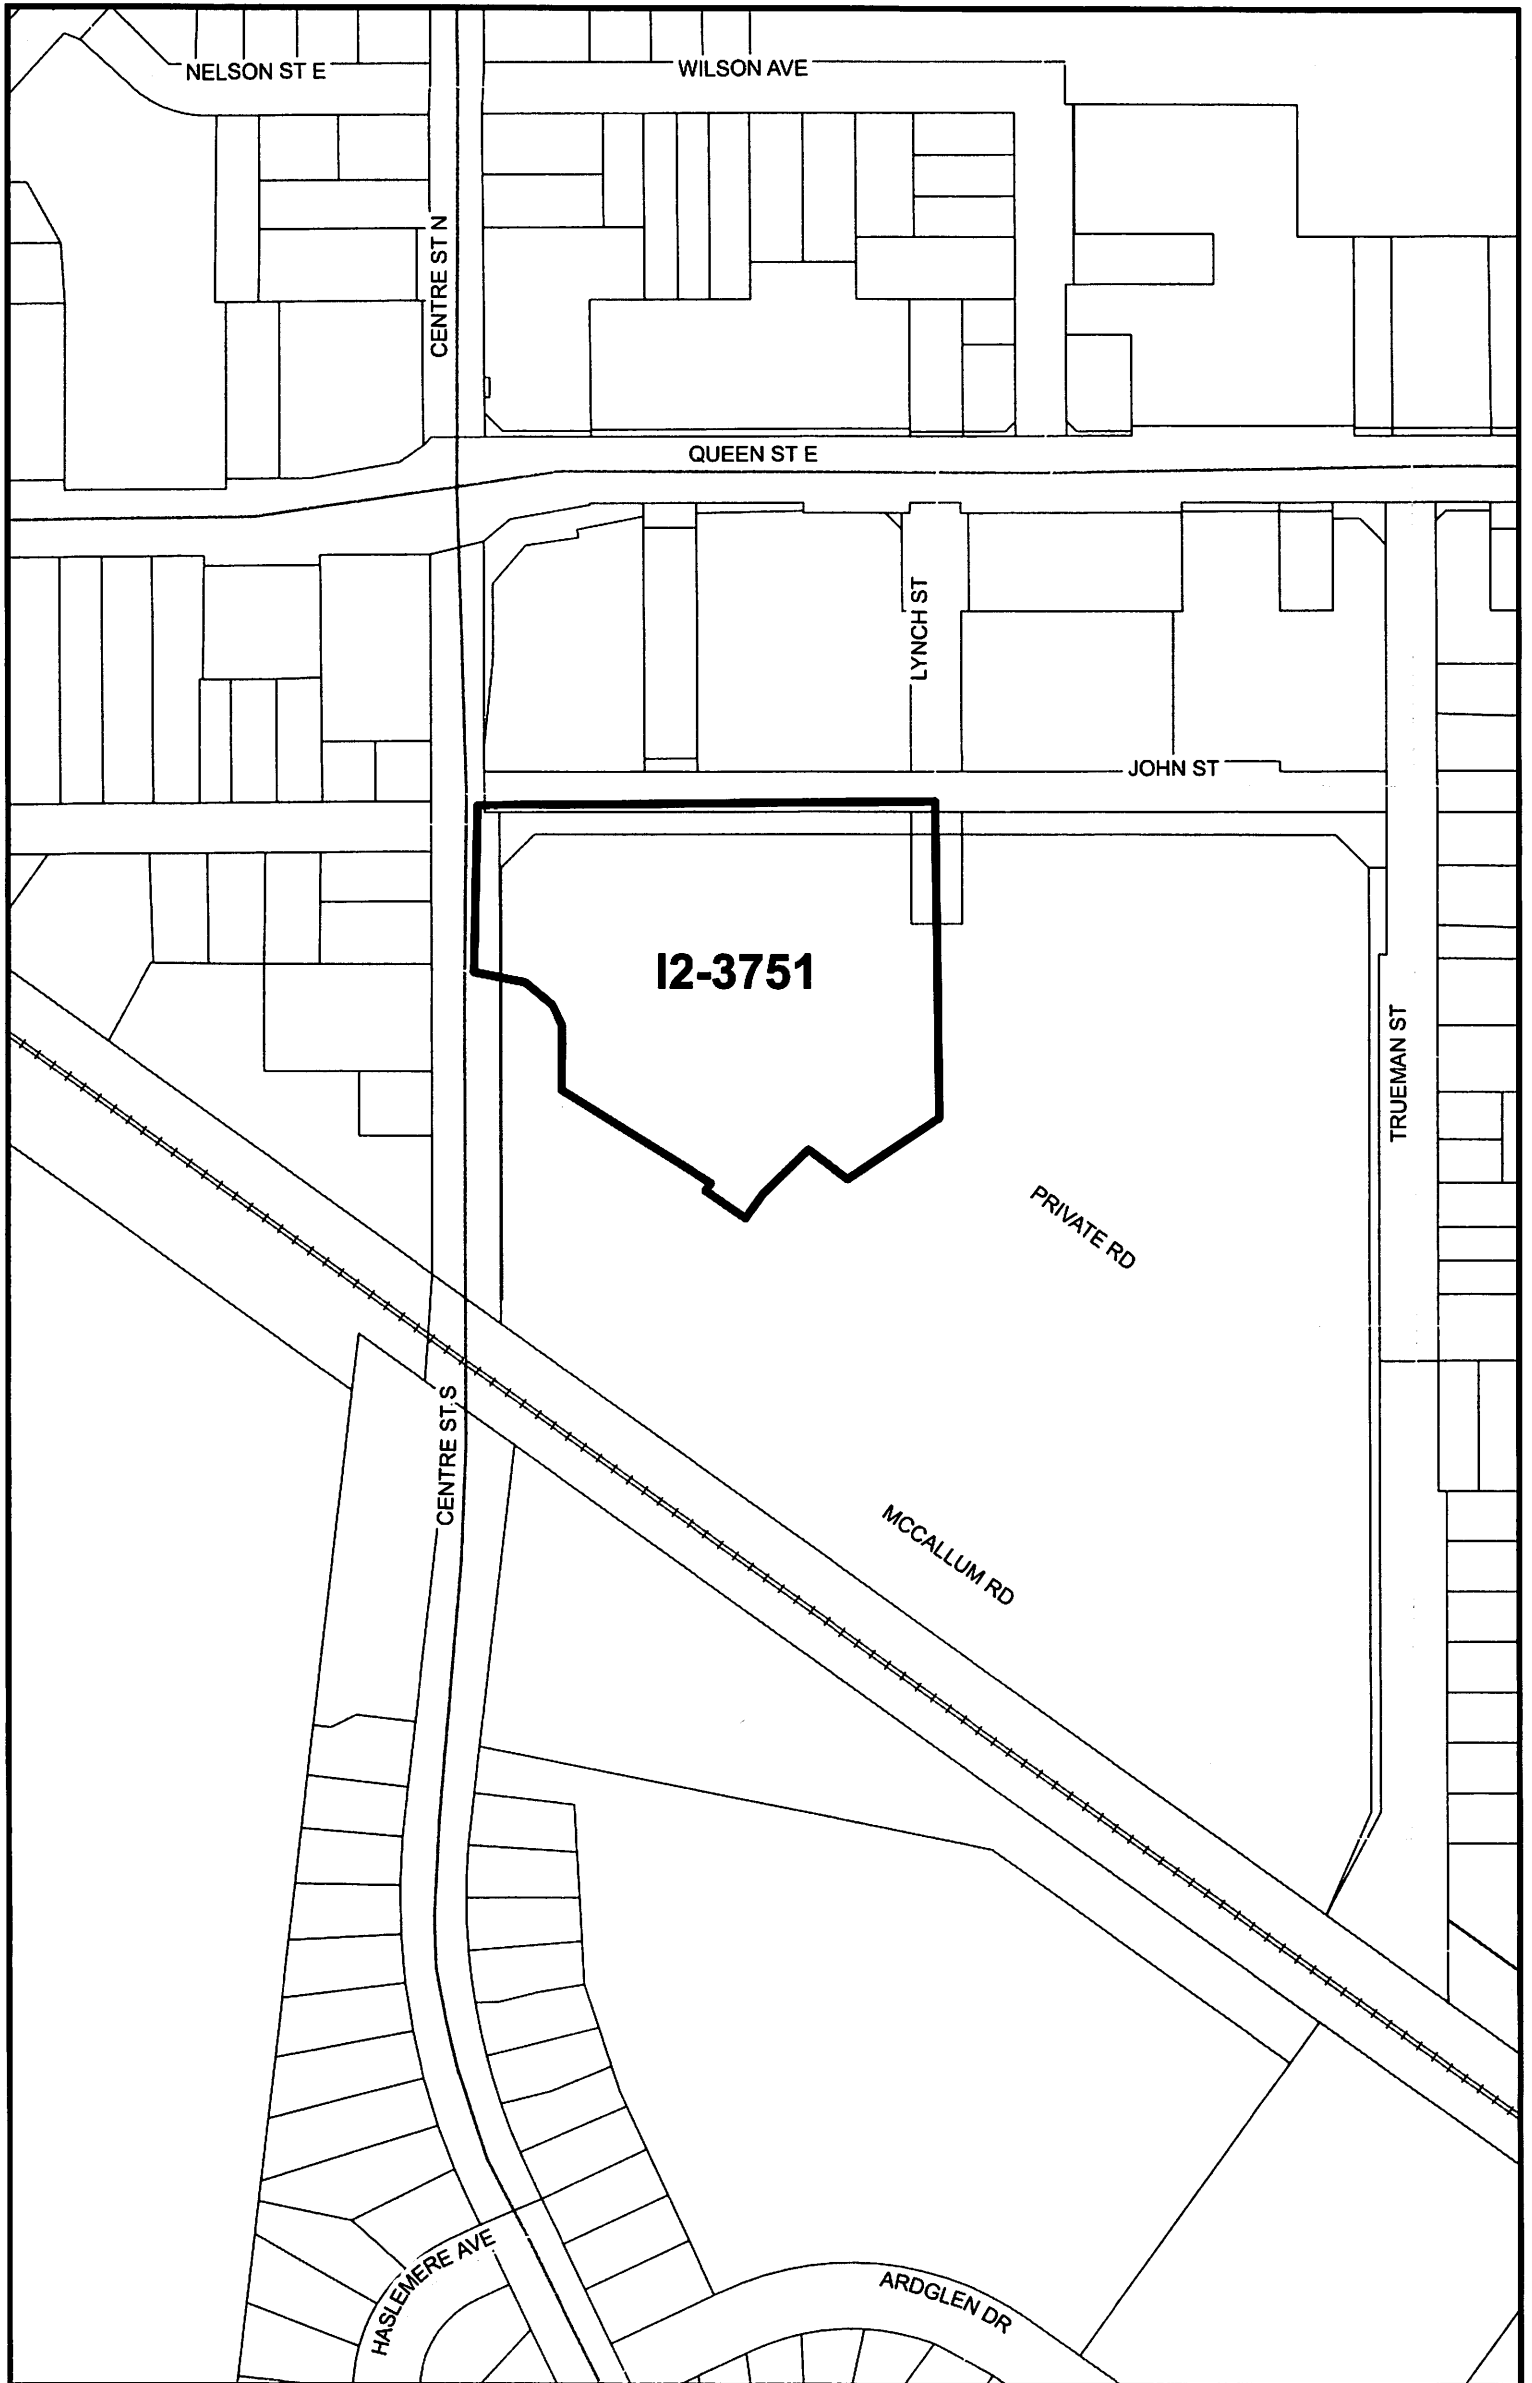 NELSON ST E
WILSON AVE
CENTRE ST N
QUEEN ST E
LYNCH ST
JOHN ST
I2-3751
TRUEMAN ST
PRIVATE RD
CENTRE ST S
MCCALLUM RD
HASLEMERE AVE
ARDGLEN DR